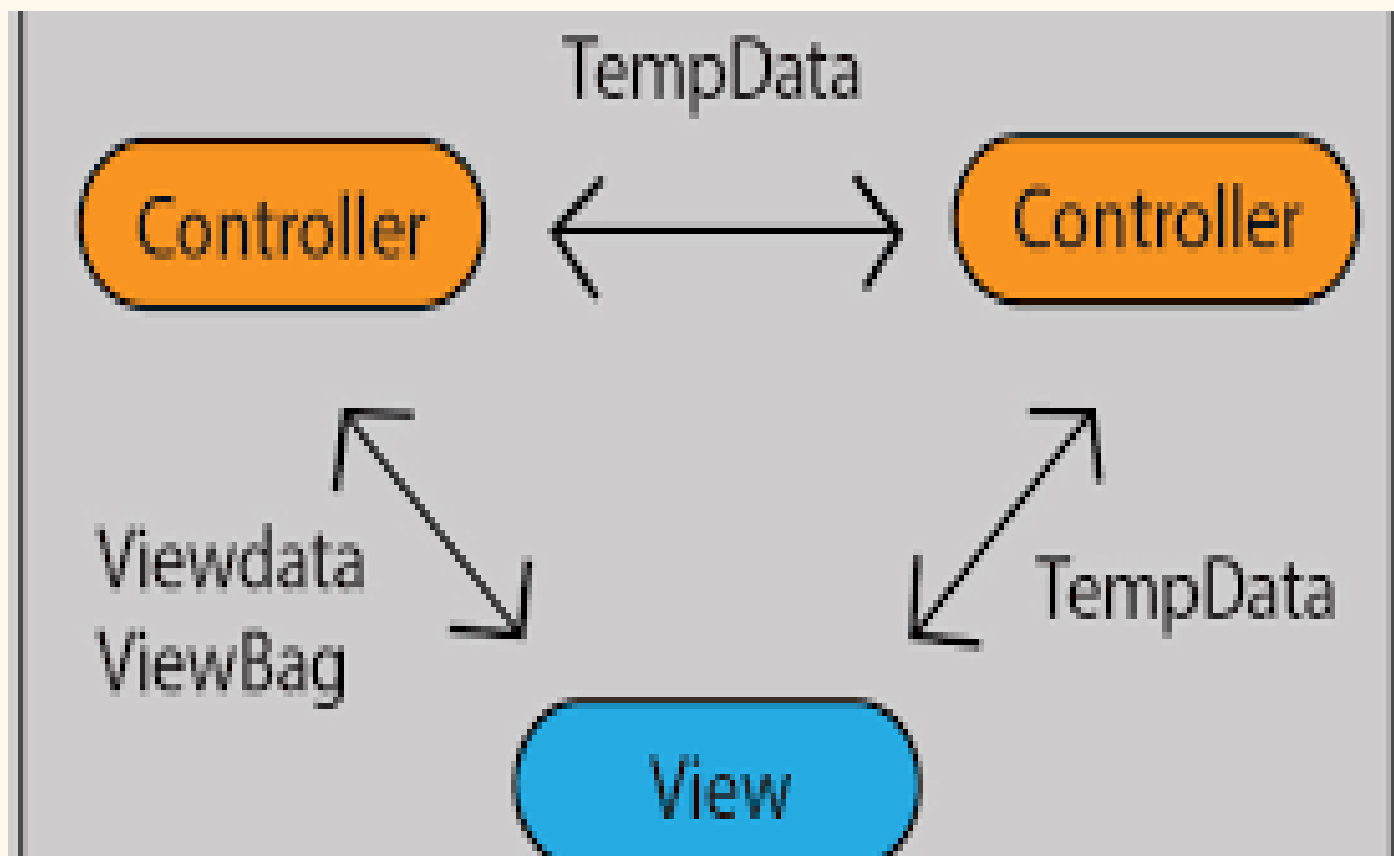 TempData
Controller
Controller
Viewdata
ViewBag
TempData
View